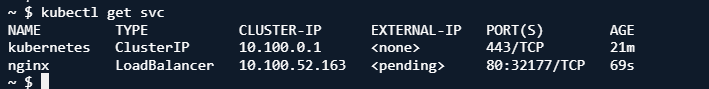 ~ $ kubectl get svc
NAME TYPE CLUSTER-IP EXTERNAL-IP PORT(S) AGE
kubernetes ClusterIP 10.100.0.1 <none> 443/TCP 21m
nginx LoadBalancer 10.100.52.163 <pending> 80:32177/TCP 69s
~ $